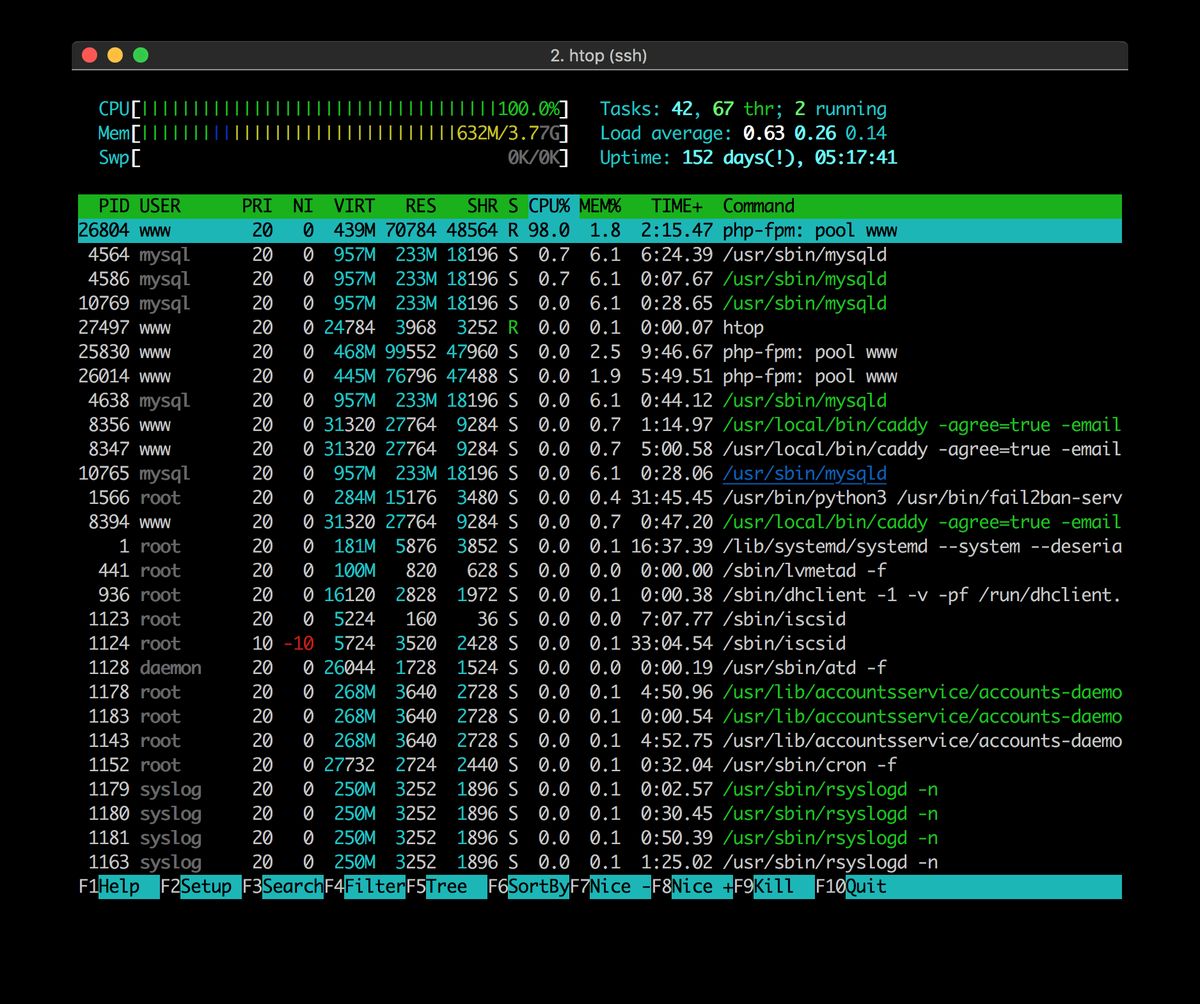 2. htop (ssh)
CPU[||||||||||||||||||||||||||||||||||||100.0%] Tasks: 42, 67 thr; 2 running
Mem[|||||||||||||||||||||||||||||||632M/3.77G] Load average: 0.63 0.26 0.14
Swp[ 0K/0K] Uptime: 152 days(!), 05:17:41
PID USER PRI NI VIRT RES SHR S CPU% MEM% TIME+ Command
26804 www 20 0 439M 70784 48564 R 98.0 1.8 2:15.47 php-fpm: pool www
4564 mysql 20 0 957M 233M 18196 S 0.7 6.1 6:24.39 /usr/sbin/mysqld
4586 mysql 20 0 957M 233M 18196 S 0.7 6.1 0:07.67 /usr/sbin/mysqld
10769 mysql 20 0 957M 233M 18196 S 0.0 6.1 0:28.65 /usr/sbin/mysqld
27497 www 20 0 24784 3968 3252 R 0.0 0.1 0:00.07 htop
25830 www 20 0 468M 99552 47960 S 0.0 2.5 9:46.67 php-fpm: pool www
26014 www 20 0 445M 76796 47488 S 0.0 1.9 5:49.51 php-fpm: pool www
4638 mysql 20 0 957M 233M 18196 S 0.0 6.1 0:44.12 /usr/sbin/mysqld
8356 www 20 0 31320 27764 9284 S 0.0 0.7 1:14.97 /usr/local/bin/caddy -agree=true -email
8347 www 20 0 31320 27764 9284 S 0.0 0.7 5:00.58 /usr/local/bin/caddy -agree=true -email
10765 mysql 20 0 957M 233M 18196 S 0.0 6.1 0:28.06 /usr/sbin/mysqld
1566 root 20 0 284M 15176 3480 S 0.0 0.4 31:45.45 /usr/bin/python3 /usr/bin/fail2ban-serv
8394 www 20 0 31320 27764 9284 S 0.0 0.7 0:47.20 /usr/local/bin/caddy -agree=true -email
1 root 20 0 181M 5876 3852 S 0.0 0.1 16:37.39 /lib/systemd/systemd --system --deseria
441 root 20 0 100M 820 628 S 0.0 0.0 0:00.00 /sbin/lvmetad -f
936 root 20 0 16120 2828 1972 S 0.0 0.1 0:00.38 /sbin/dhclient -1 -v -pf /run/dhclient.
1123 root 20 0 5224 160 36 S 0.0 0.0 7:07.77 /sbin/iscsid
1124 root 10 -10 5724 3520 2428 S 0.0 0.1 33:04.54 /sbin/iscsid
1128 daemon 20 0 26044 1728 1524 S 0.0 0.0 0:00.19 /usr/sbin/atd -f
1178 root 20 0 268M 3640 2728 S 0.0 0.1 4:50.96 /usr/lib/accountsservice/accounts-daemo
1183 root 20 0 268M 3640 2728 S 0.0 0.1 0:00.54 /usr/lib/accountsservice/accounts-daemo
1143 root 20 0 268M 3640 2728 S 0.0 0.1 4:52.75 /usr/lib/accountsservice/accounts-daemo
1152 root 20 0 27732 2724 2440 S 0.0 0.1 0:32.04 /usr/sbin/cron -f
1179 syslog 20 0 250M 3252 1896 S 0.0 0.1 0:02.57 /usr/sbin/rsyslogd -n
1180 syslog 20 0 250M 3252 1896 S 0.0 0.1 0:30.45 /usr/sbin/rsyslogd -n
1181 syslog 20 0 250M 3252 1896 S 0.0 0.1 0:50.39 /usr/sbin/rsyslogd -n
1163 syslog 20 0 250M 3252 1896 S 0.0 0.1 1:25.02 /usr/sbin/rsyslogd -n
F1Help F2Setup F3SearchF4FilterF5Tree F6SortByF7Nice -F8Nice +F9Kill F10Quit